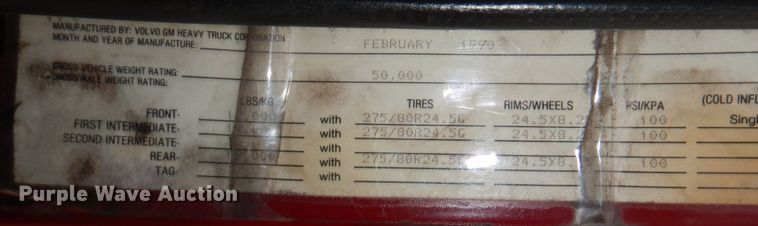 MANUFACTURED BY: VOLVO GM HEAVY TRUCK CORPORATION
MONTH AND YEAR OF MANUFACTURE: FEBRUARY 1990
GROSS VEHICLE WEIGHT RATING: 50,000
GROSS AXLE WEIGHT RATING:
LBS/KG TIRES RIMS/WHEELS PSI/KPA (COLD INFL
FRONT- with 275/80R24.5G 24.5X8.25 100 Singl
FIRST INTERMEDIATE- with 275/80R24.5G 24.5X8.25 100
SECOND INTERMEDIATE- with
REAR- with 275/80R24.5G 24.5X8. 100
TAG- with
Purple Wave Auction